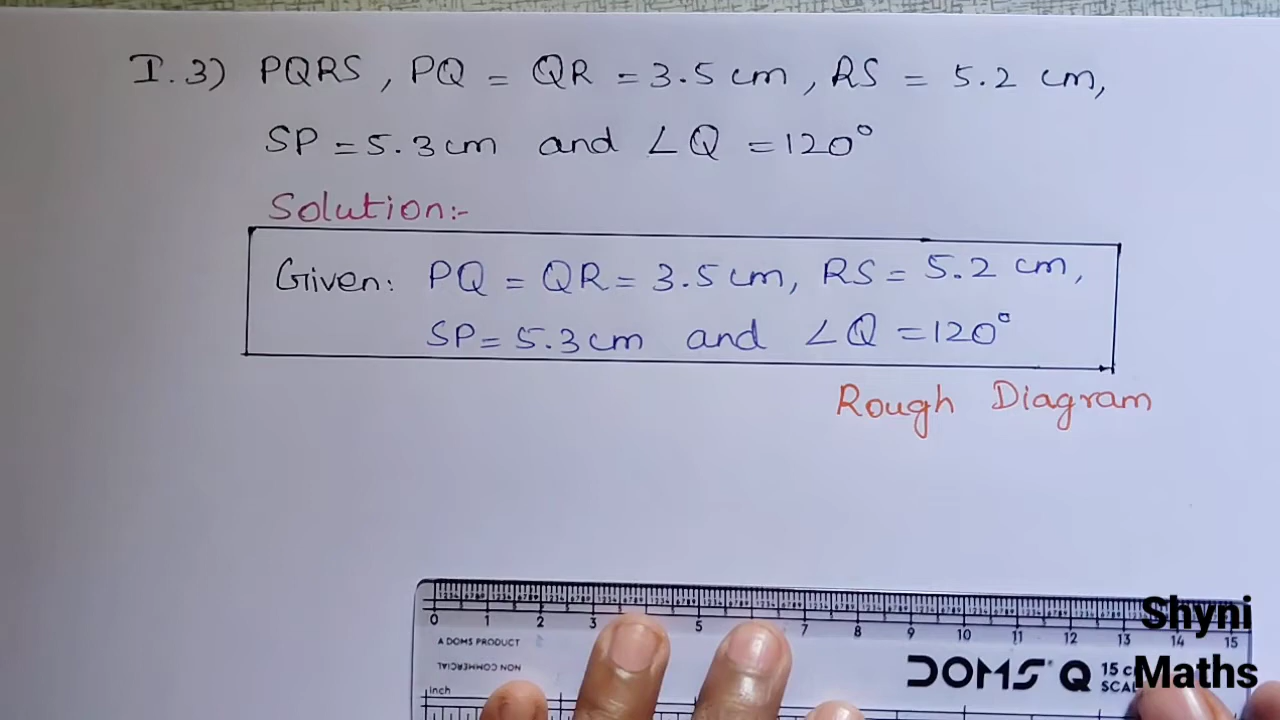 I.3) PQRS, PQ = QR = 3.5 cm, RS = 5.2 cm,
SP = 5.3 cm and ∠Q = 120°
Solution:-
Given: PQ = QR = 3.5 cm, RS = 5.2 cm,
SP = 5.3 cm and ∠Q = 120°
Rough Diagram
0 1 2 3 5 7 8 9 10 11 12 13 14 15
A DOMS PRODUCT
NON COMMERCIAL
DOMS Q 15 c
SCA
Inch
Shyni
Maths